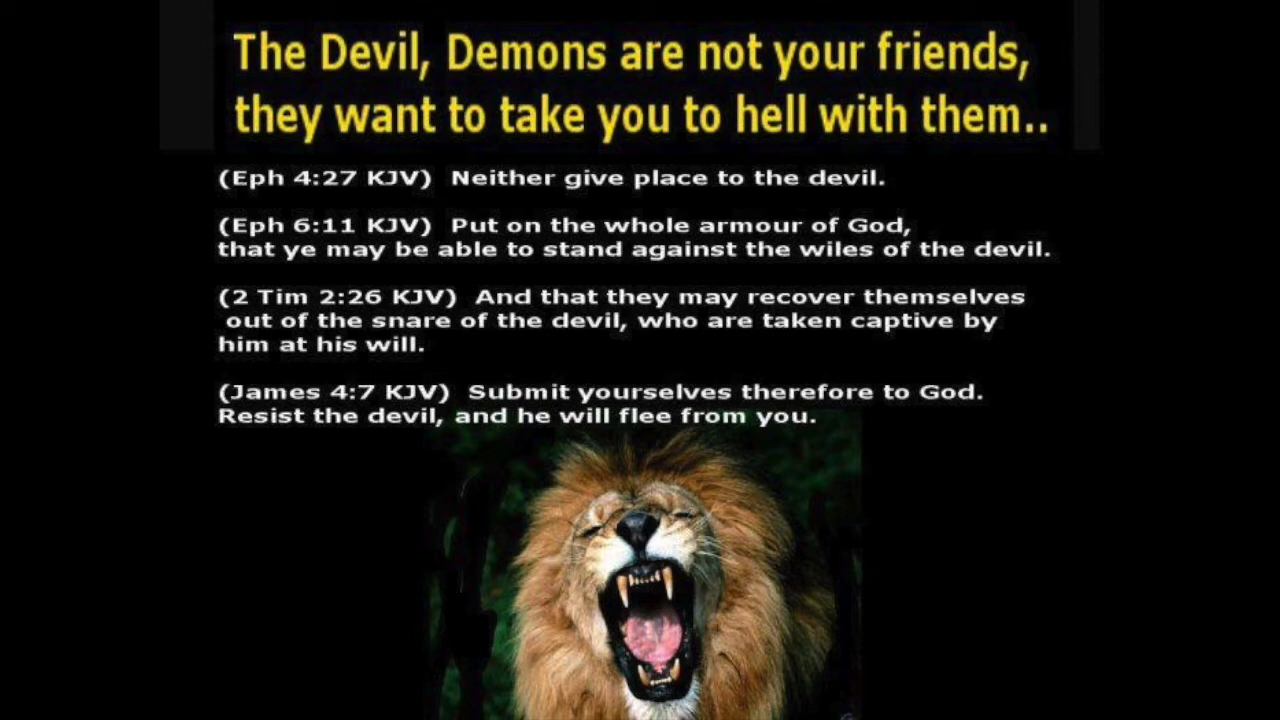 The Devil, Demons are not your friends,
they want to take you to hell with them..
(Eph 4:27 KJV)  Neither give place to the devil.
(Eph 6:11 KJV)  Put on the whole armour of God,
that ye may be able to stand against the wiles of the devil.
(2 Tim 2:26 KJV)  And that they may recover themselves
out of the snare of the devil, who are taken captive by
him at his will.
(James 4:7 KJV)  Submit yourselves therefore to God.
Resist the devil, and he will flee from you.